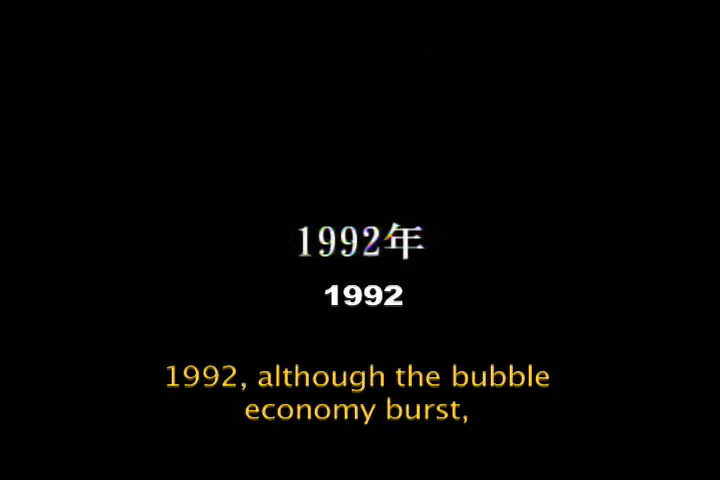 1992年
1992
1992, although the bubble
economy burst,